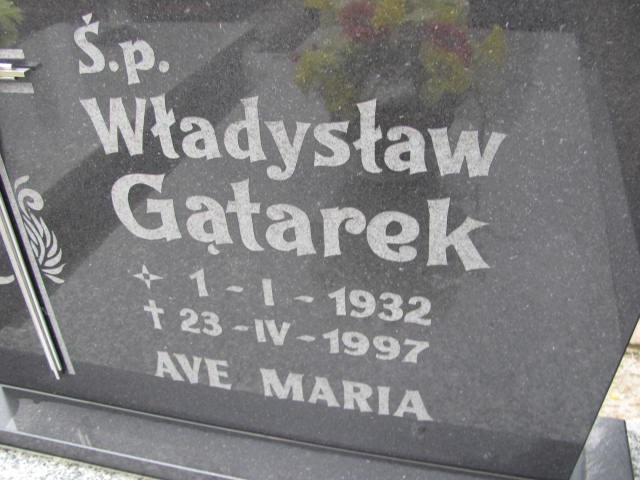 Ś.p.
Władysław
Gątarek
✧ 1 - I - 1932
† 23 - IV - 1997
AVE MARIA